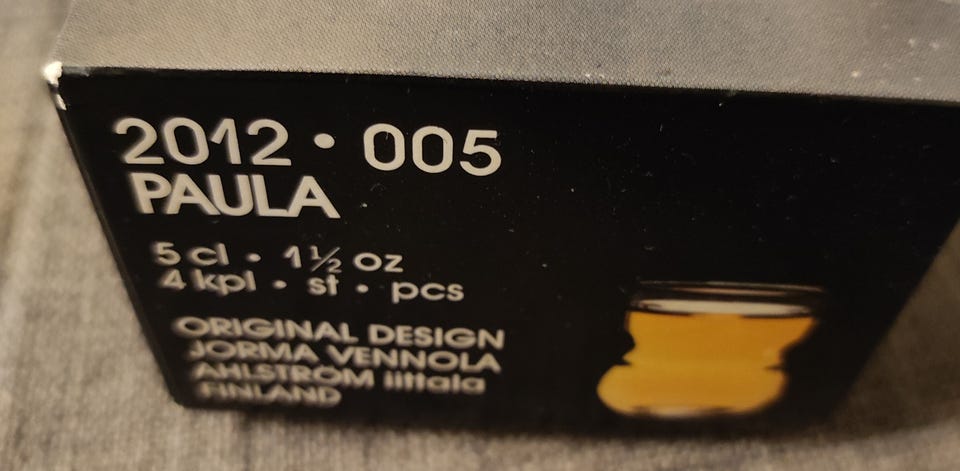 2012 • 005
PAULA
5 cl • 1½ oz
4 kpl • st • pcs
ORIGINAL DESIGN
JORMA VENNOLA
AHLSTRÖM iittala
FINLAND